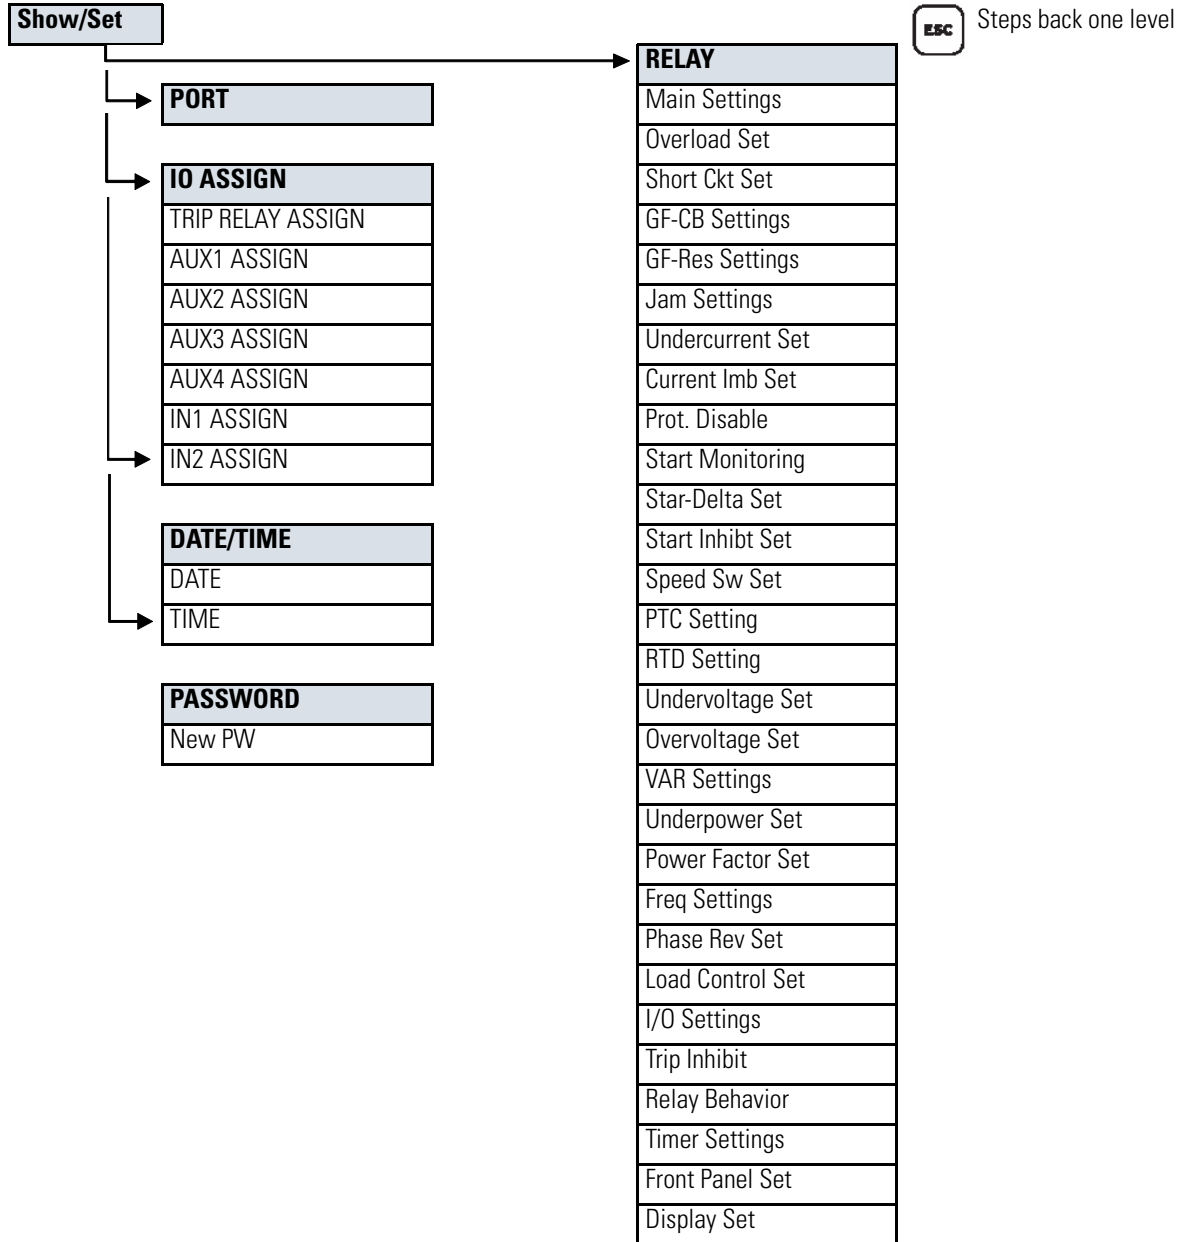 Show/Set
ESC
Steps back one level
PORT
IO ASSIGN
TRIP RELAY ASSIGN
AUX1 ASSIGN
AUX2 ASSIGN
AUX3 ASSIGN
AUX4 ASSIGN
IN1 ASSIGN
IN2 ASSIGN
DATE/TIME
DATE
TIME
PASSWORD
New PW
RELAY
Main Settings
Overload Set
Short Ckt Set
GF-CB Settings
GF-Res Settings
Jam Settings
Undercurrent Set
Current Imb Set
Prot. Disable
Start Monitoring
Star-Delta Set
Start Inhibt Set
Speed Sw Set
PTC Setting
RTD Setting
Undervoltage Set
Overvoltage Set
VAR Settings
Underpower Set
Power Factor Set
Freq Settings
Phase Rev Set
Load Control Set
I/O Settings
Trip Inhibit
Relay Behavior
Timer Settings
Front Panel Set
Display Set